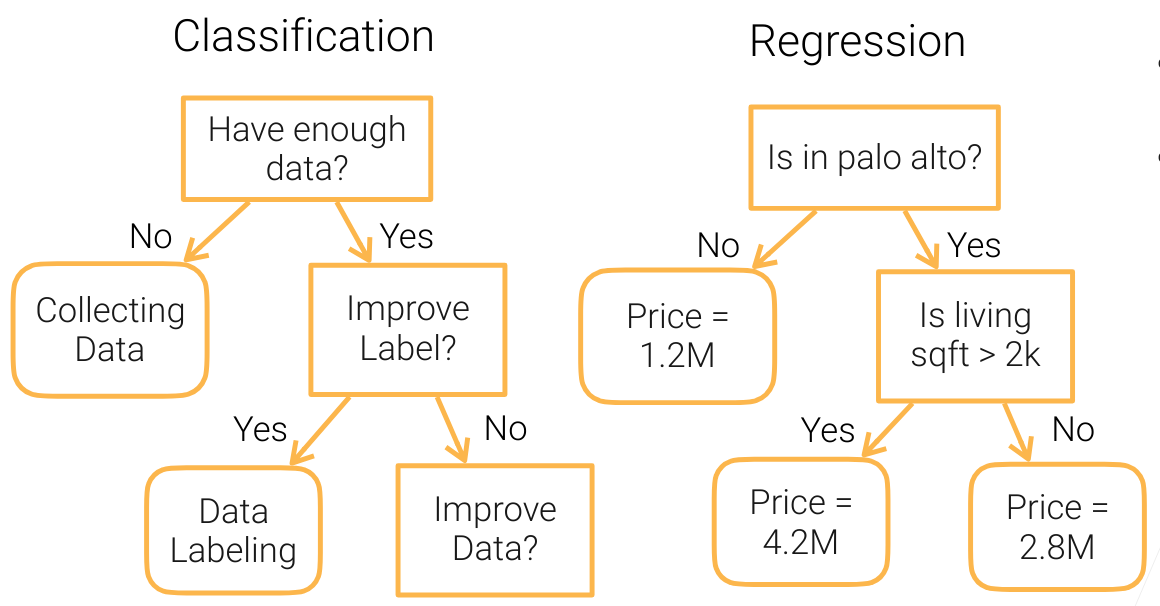 Classification
Have enough
data?
No
Yes
Collecting
Data
Improve
Label?
Yes
No
Data
Labeling
Improve
Data?
Regression
Is in palo alto?
No
Yes
Price =
1.2M
Is living
sqft > 2k
Yes
No
Price =
4.2M
Price =
2.8M